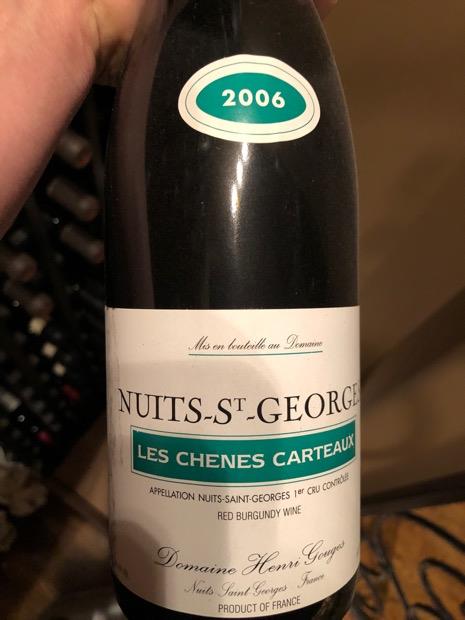 2006
Mis en bouteille au Domaine
NUITS-ST-GEORGES
LES CHENES CARTEAUX
APPELLATION NUITS-SAINT-GEORGES 1er CRU CONTRÔLÉE
RED BURGUNDY WINE
Domaine Henri Gouges
Nuits Saint Georges France
PRODUCT OF FRANCE